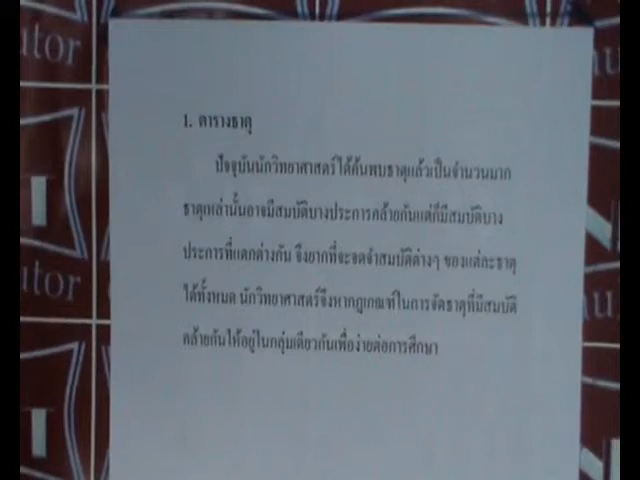 1. ตารางธาตุ
ปัจจุบันนักวิทยาศาสตร์ได้ค้นพบธาตุแล้วเป็นจำนวนมาก
ธาตุเหล่านั้นอาจมีสมบัติบางประการคล้ายกันแต่ก็มีสมบัติบาง
ประการที่แตกต่างกัน จึงยากที่จะจดจำสมบัติต่างๆ ของแต่ละธาตุ
ได้ทั้งหมด นักวิทยาศาสตร์จึงหากฎเกณฑ์ในการจัดธาตุที่มีสมบัติ
คล้ายกันให้อยู่ในกลุ่มเดียวกันเพื่อง่ายต่อการศึกษา
utor
utor